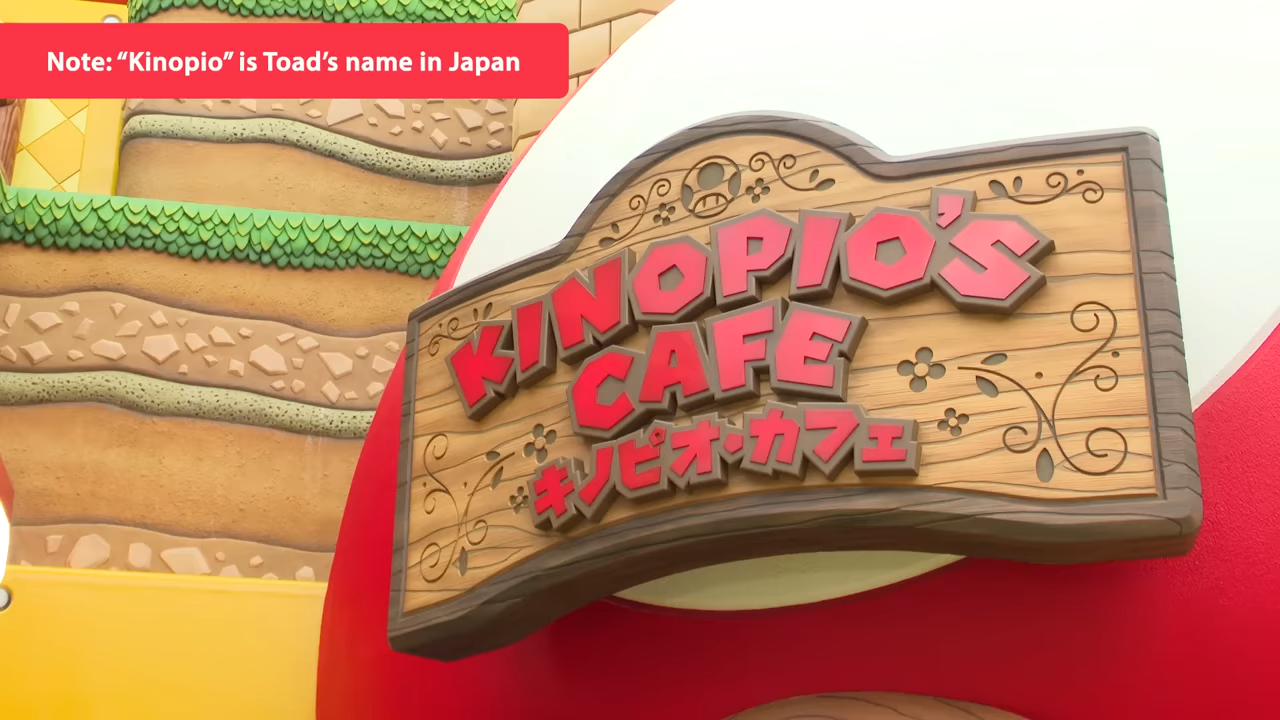 Note: “Kinopio” is Toad’s name in Japan
KINOPIO'S
CAFE
キノピオ・カフェ